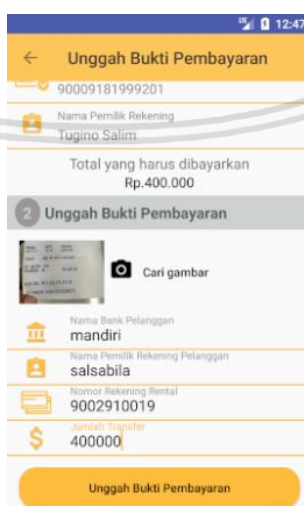 12:47
Unggah Bukti Pembayaran
90009181999201
Nama Pemilik Rekening
Tugino Salim
Total yang harus dibayarkan
Rp.400.000
2 Unggah Bukti Pembayaran
Cari gambar
Nama Bank Pelanggan
mandiri
Nama Pemilik Rekening Pelanggan
salsabila
Nomor Rekening Rental
9002910019
Jumlah Transfer
400000
Unggah Bukti Pembayaran